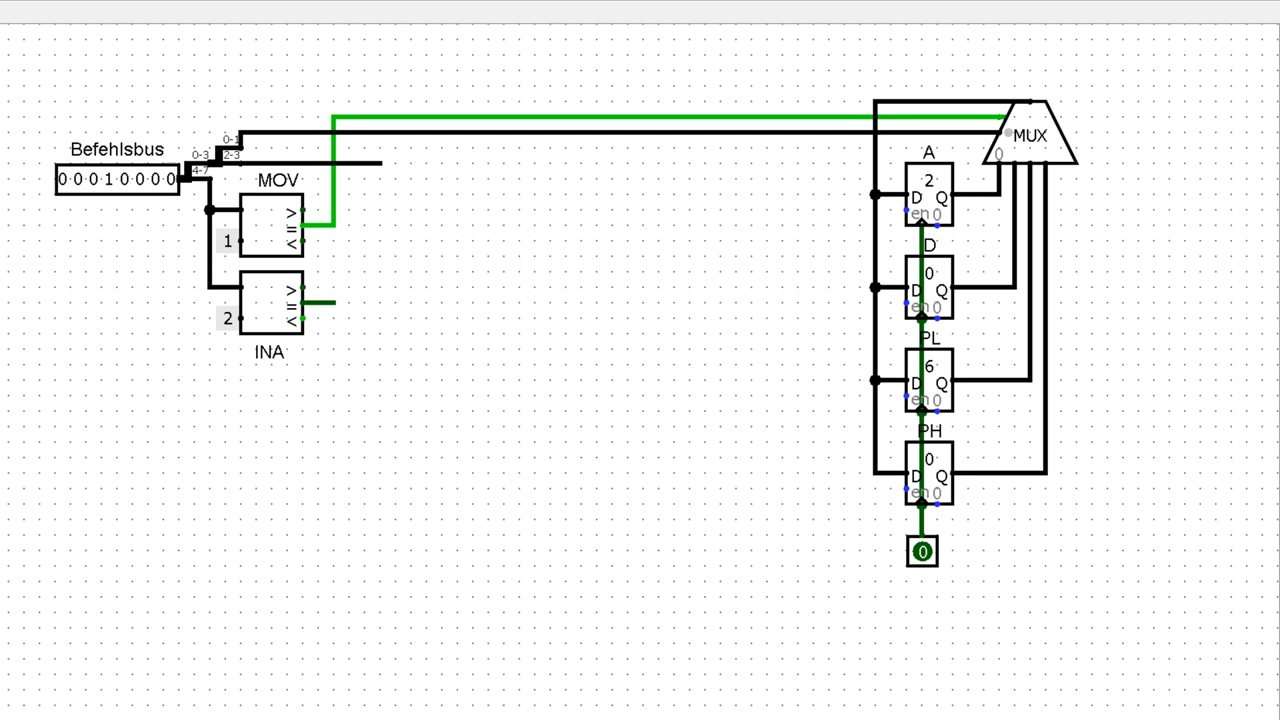 Befehlsbus
0 0 0 1 0 0 0 0
0-3
4-7
0-1
2-3
MOV
1
>
=
<
2
>
=
<
INA
MUX
0
A
2
D Q
en 0
D
0
D Q
en 0
PL
6
D Q
en 0
PH
0
D Q
en 0
0